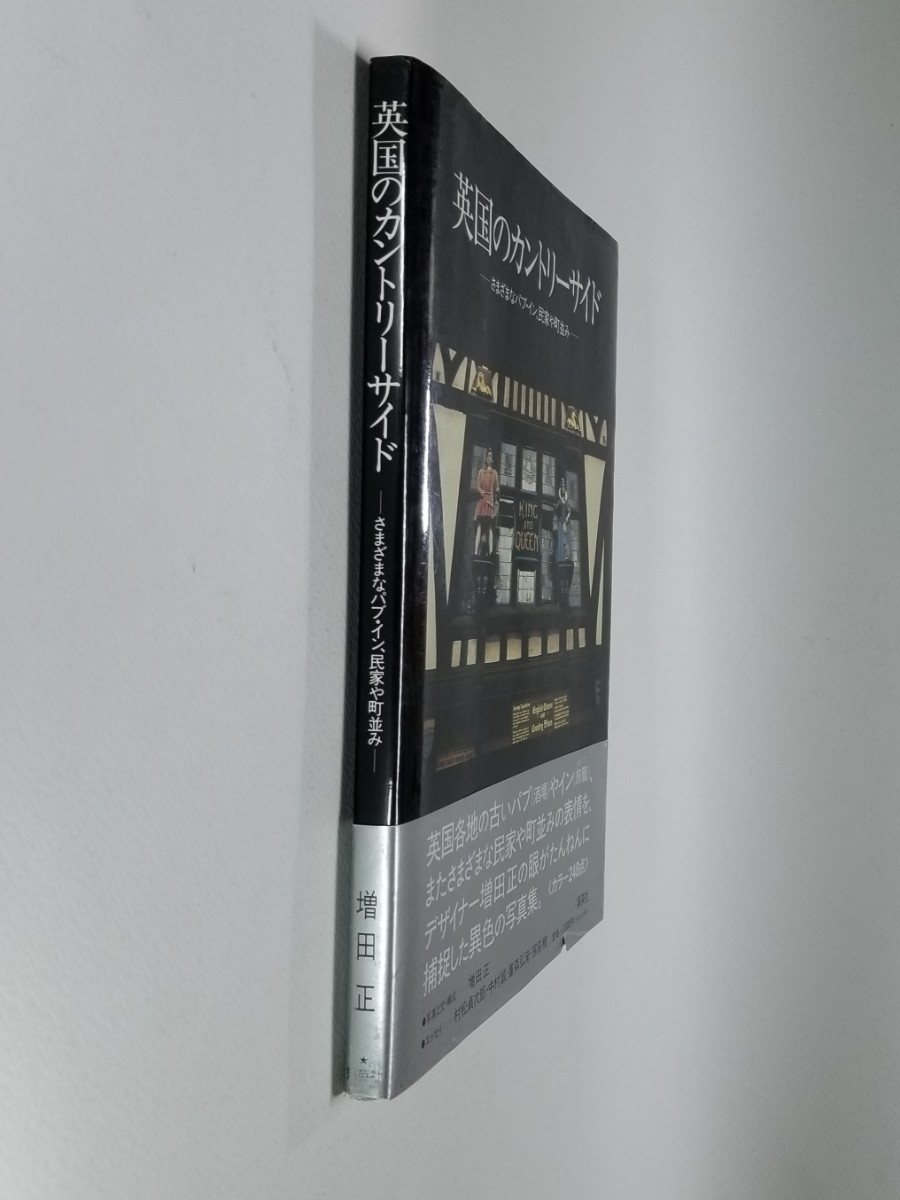 英国のカントリーサイド
―さまざまなパブ・イン、民家や町並み―
増田 正
英国のカントリーサイド
―さまざまなパブ・イン、民家や町並み―
KING
AND
QUEEN
英国各地の古いパブ(酒場)やイン(旅籠)、
またさまざまな民家や町並みの表情を、
デザイナー増田正の眼がたんねんに
捕捉した異色の写真集。〈カラー248点〉
増田 正
●エッセイ